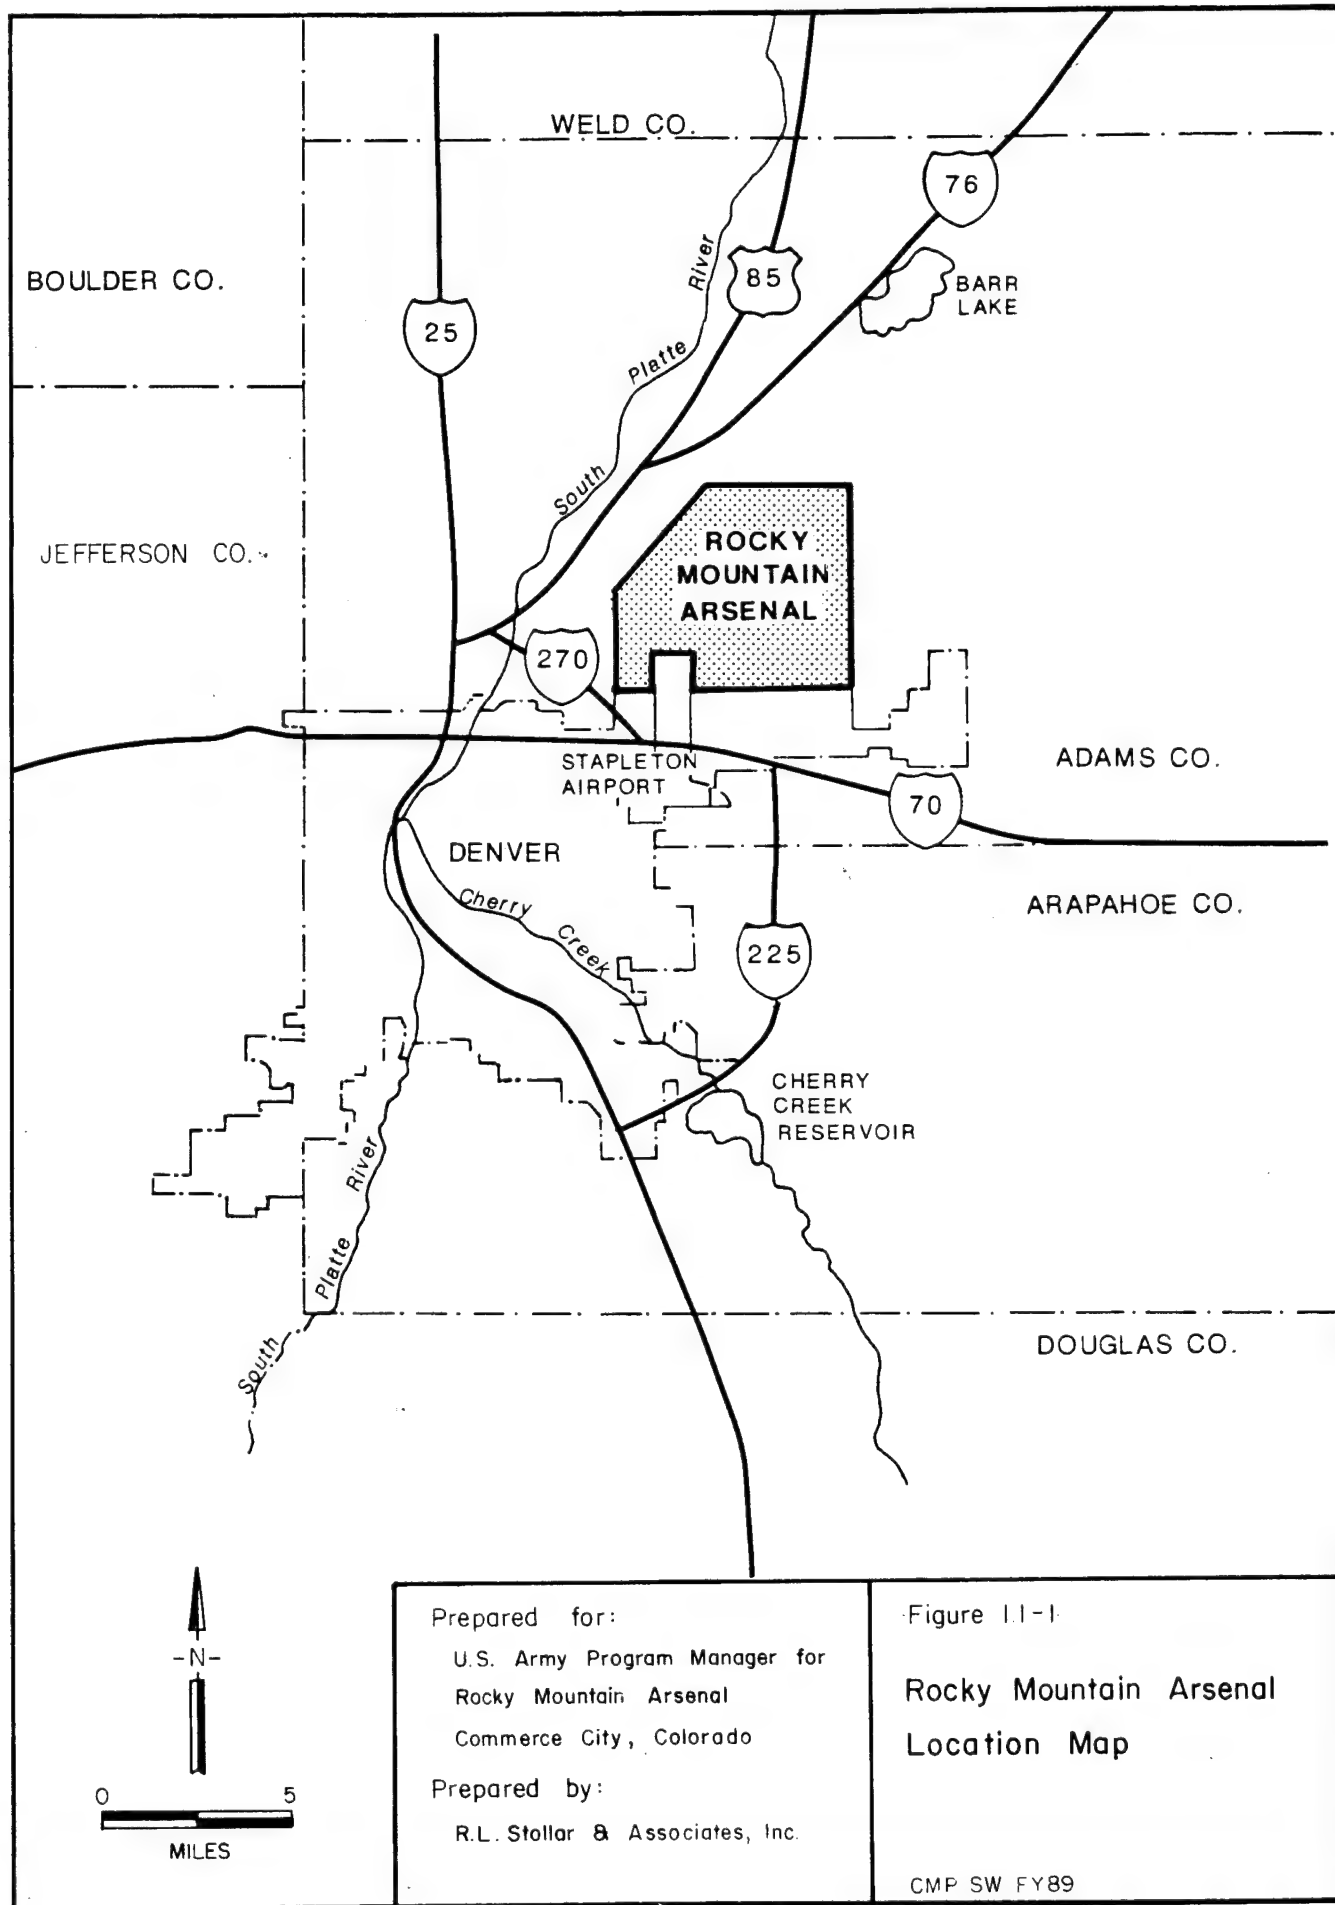 WELD CO.
76
River
85
BOULDER CO.
BARR
LAKE
25
Platte
South
ROCKY
MOUNTAIN
ARSENAL
JEFFERSON CO.
270
STAPLETON
AIRPORT
ADAMS CO.
70
DENVER
Cherry
Creek
ARAPAHOE CO.
225
CHERRY
CREEK
RESERVOIR
River
Platte
South
DOUGLAS CO.
-N-
0 5
MILES
Prepared for:
U.S. Army Program Manager for
Rocky Mountain Arsenal
Commerce City, Colorado
Prepared by:
R.L. Stollar & Associates, Inc.
Figure 1.1-1
Rocky Mountain Arsenal
Location Map
CMP SW FY89